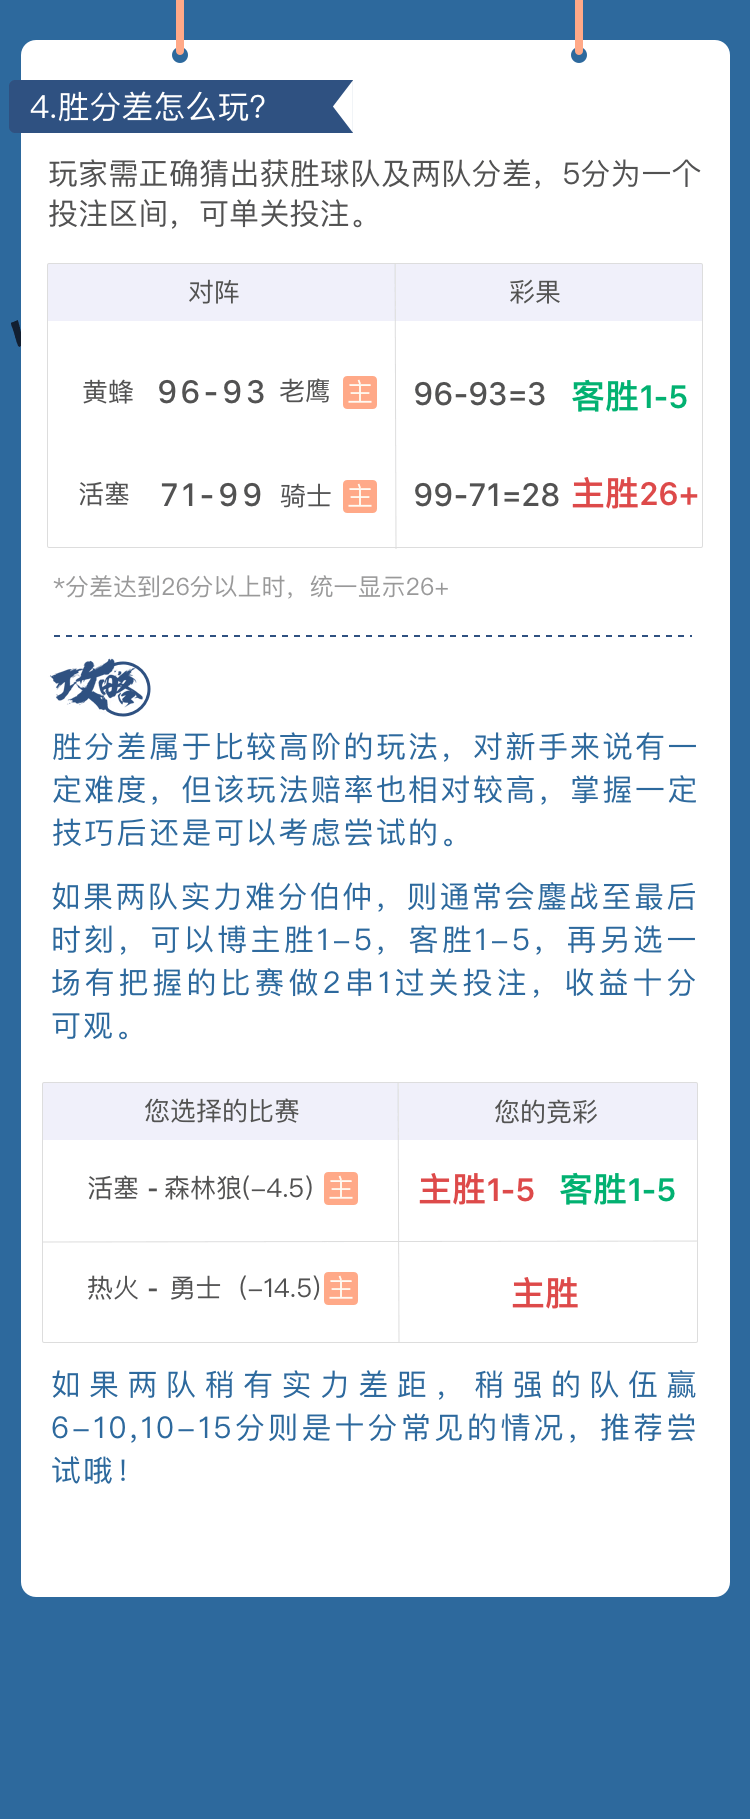 4.胜分差怎么玩?
玩家需正确猜出获胜球队及两队分差，5分为一个
投注区间，可单关投注。
对阵 彩果
黄蜂 96-93 老鹰 主 96-93=3 客胜1-5
活塞 71-99 骑士 主 99-71=28 主胜26+
*分差达到26分以上时，统一显示26+
攻略
胜分差属于比较高阶的玩法，对新手来说有一
定难度，但该玩法赔率也相对较高，掌握一定
技巧后还是可以考虑尝试的。
如果两队实力难分伯仲，则通常会鏖战至最后
时刻，可以博主胜1–5，客胜1–5，再另选一
场有把握的比赛做2串1过关投注，收益十分
可观。
您选择的比赛 您的竞彩
活塞 - 森林狼(–4.5) 主 主胜1-5 客胜1-5
热火 - 勇士 (–14.5) 主 主胜
如果两队稍有实力差距，稍强的队伍赢
6–10,10–15分则是十分常见的情况，推荐尝
试哦!